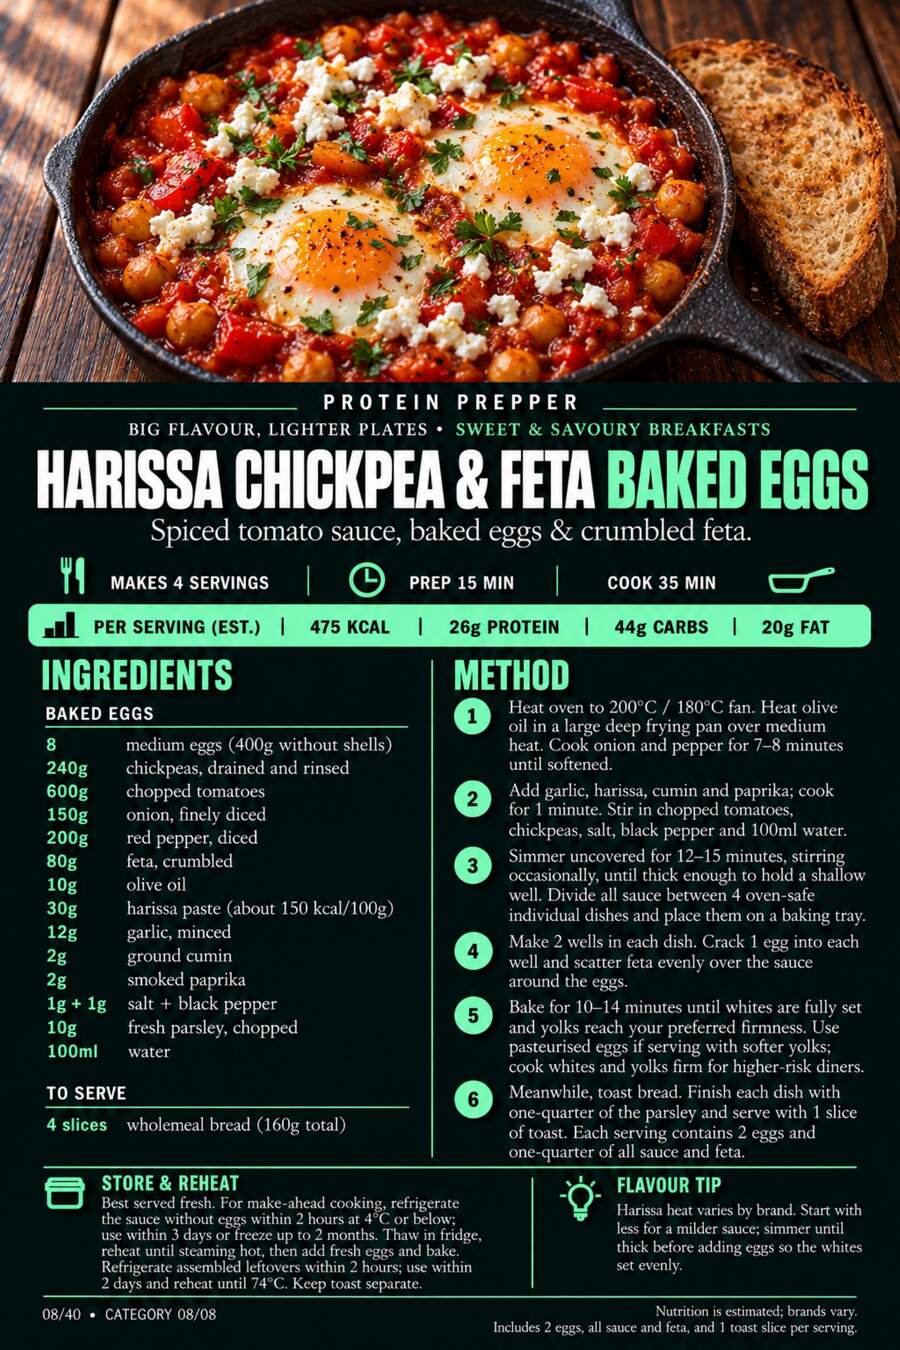 PROTEIN PREPPER
BIG FLAVOUR, LIGHTER PLATES • SWEET & SAVOURY BREAKFASTS
HARISSA CHICKPEA & FETA BAKED EGGS
Spiced tomato sauce, baked eggs & crumbled feta.
MAKES 4 SERVINGS
PREP 15 MIN
COOK 35 MIN
PER SERVING (EST.) | 475 KCAL | 26g PROTEIN | 44g CARBS | 20g FAT
INGREDIENTS
BAKED EGGS
8 medium eggs (400g without shells)
240g chickpeas, drained and rinsed
600g chopped tomatoes
150g onion, finely diced
200g red pepper, diced
80g feta, crumbled
10g olive oil
30g harissa paste (about 150 kcal/100g)
12g garlic, minced
2g ground cumin
2g smoked paprika
1g + 1g salt + black pepper
10g fresh parsley, chopped
100ml water
TO SERVE
4 slices wholemeal bread (160g total)
METHOD
1 Heat oven to 200°C / 180°C fan. Heat olive
oil in a large deep frying pan over medium
heat. Cook onion and pepper for 7–8 minutes
until softened.
2 Add garlic, harissa, cumin and paprika; cook
for 1 minute. Stir in chopped tomatoes,
chickpeas, salt, black pepper and 100ml water.
3 Simmer uncovered for 12–15 minutes, stirring
occasionally, until thick enough to hold a shallow
well. Divide all sauce between 4 oven-safe
individual dishes and place them on a baking tray.
4 Make 2 wells in each dish. Crack 1 egg into each
well and scatter feta evenly over the sauce
around the eggs.
5 Bake for 10–14 minutes until whites are fully set
and yolks reach your preferred firmness. Use
pasteurised eggs if serving with softer yolks;
cook whites and yolks firm for higher-risk diners.
6 Meanwhile, toast bread. Finish each dish with
one-quarter of the parsley and serve with 1 slice
of toast. Each serving contains 2 eggs and
one-quarter of all sauce and feta.
STORE & REHEAT
Best served fresh. For make-ahead cooking, refrigerate
the sauce without eggs within 2 hours at 4°C or below;
use within 3 days or freeze up to 2 months. Thaw in fridge,
reheat until steaming hot, then add fresh eggs and bake.
Refrigerate assembled leftovers within 2 hours; use within
2 days and reheat until 74°C. Keep toast separate.
FLAVOUR TIP
Harissa heat varies by brand. Start with
less for a milder sauce; simmer until
thick before adding eggs so the whites
set evenly.
08/40 • CATEGORY 08/08
Nutrition is estimated; brands vary.
Includes 2 eggs, all sauce and feta, and 1 toast slice per serving.